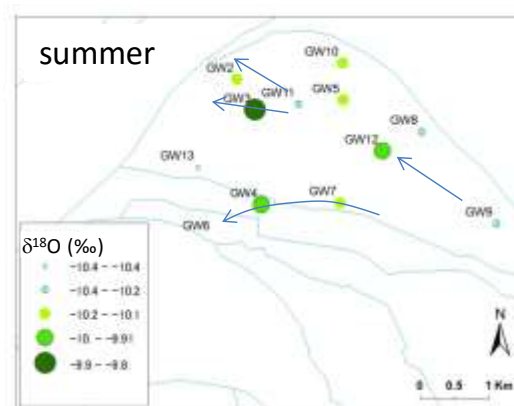 summer
GW10
GW2
GW11
GW5
GW3
GW8
GW12
GW13
GW4
GW7
GW6
GW9
δ¹⁸O (‰)
-10.4 - -10.4
-10.4 - -10.2
-10.2 - -10.1
-10. - -9.91
-9.9 - -9.8
N
0 0.5 1 Km